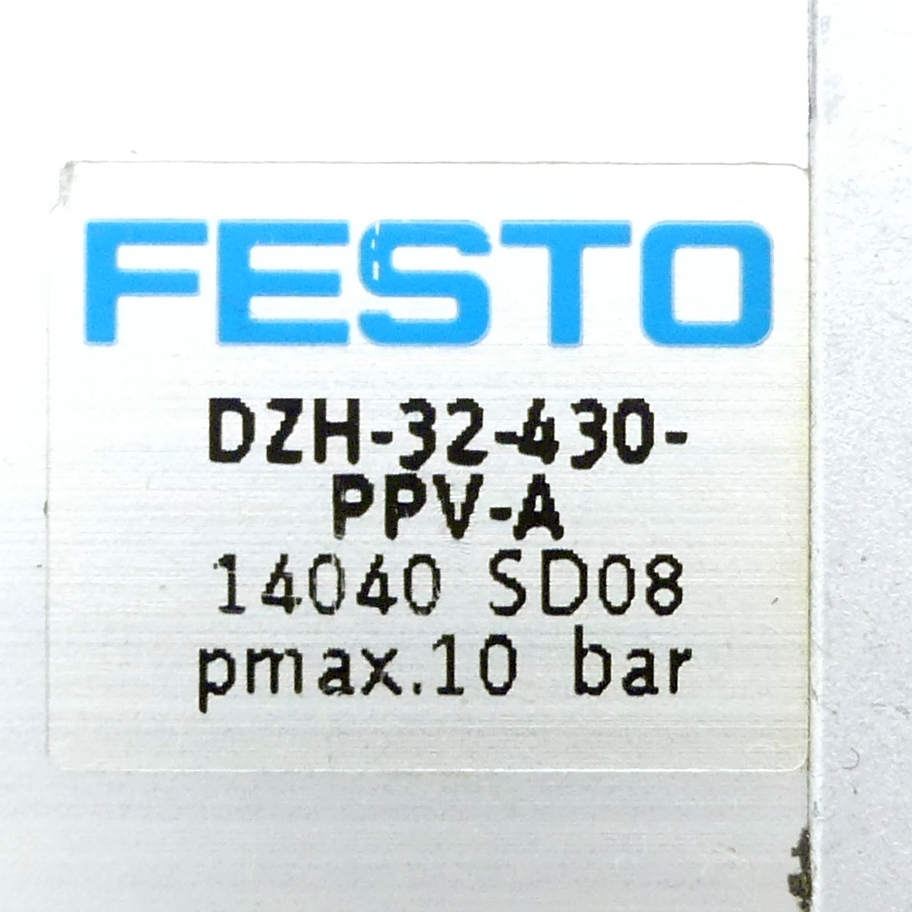 FESTO
DZH-32-430-
PPV-A
14040 SD08
pmax.10 bar